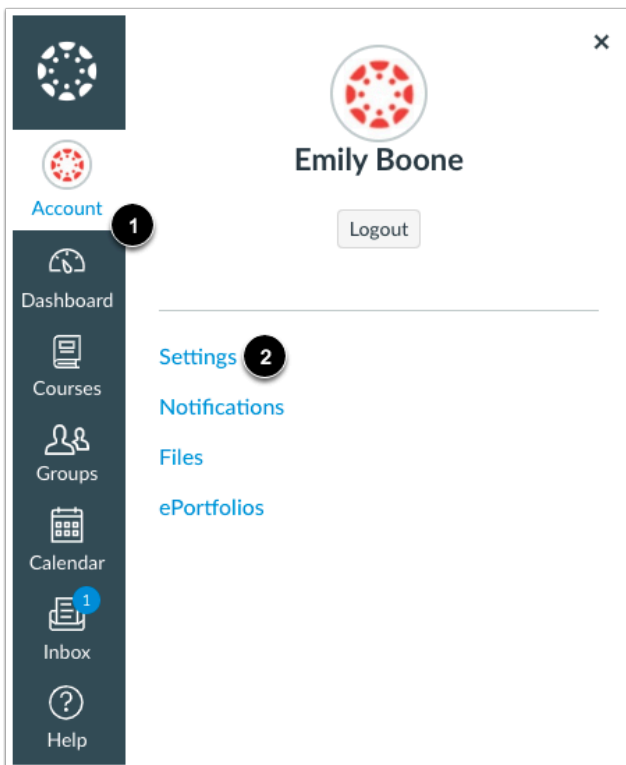 ×
Emily Boone
Logout
Account
1
Dashboard
Settings 2
Courses
Notifications
Files
Groups
ePortfolios
Calendar
1
Inbox
?
Help